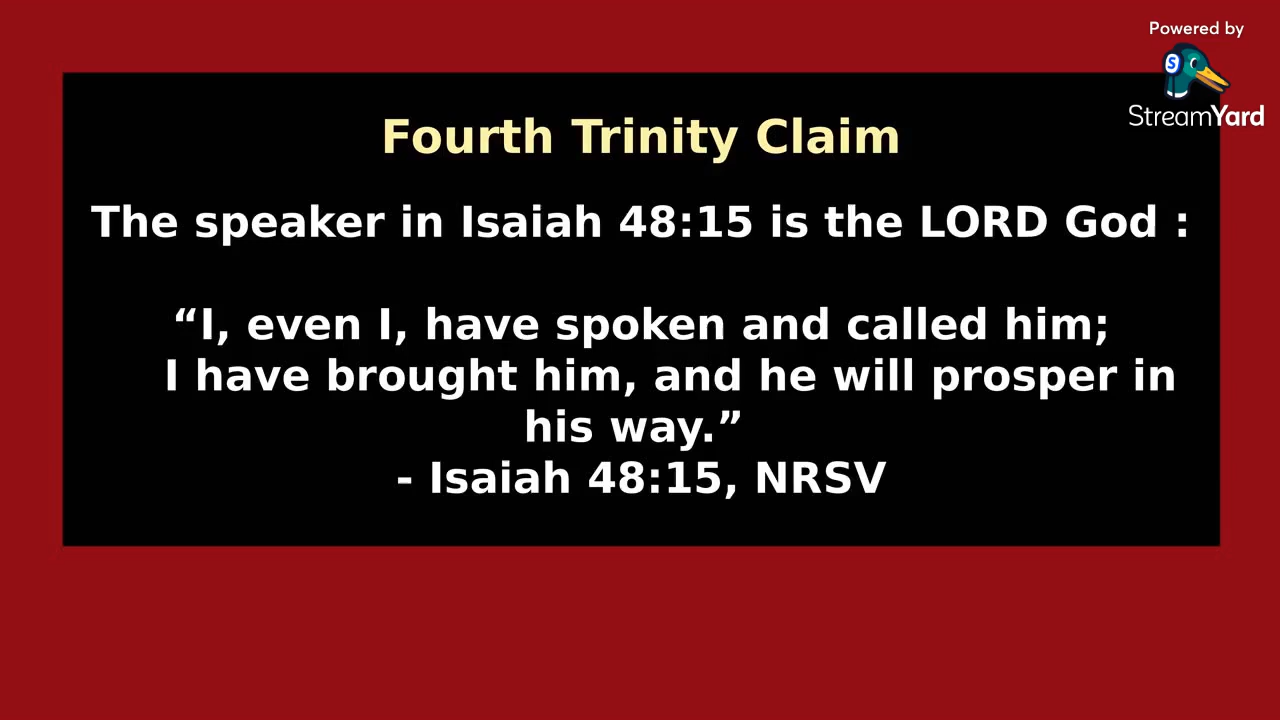 Powered by
S
StreamYard
Fourth Trinity Claim
The speaker in Isaiah 48:15 is the LORD God :
“I, even I, have spoken and called him;
I have brought him, and he will prosper in
his way.”
- Isaiah 48:15, NRSV